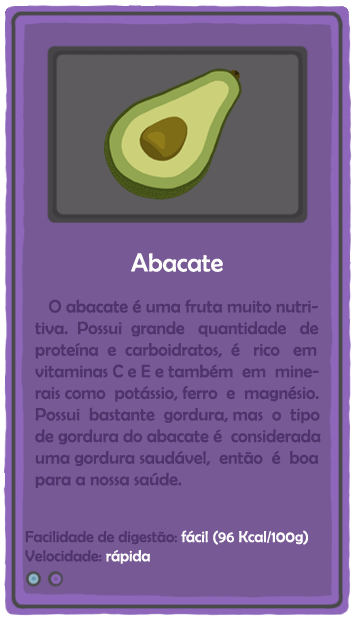 Abacate
O abacate é uma fruta muito nutri-
tiva. Possui grande quantidade de
proteína e carboidratos, é rico em
vitaminas C e E e também em mine-
rais como potássio, ferro e magnésio.
Possui bastante gordura, mas o tipo
de gordura do abacate é considerada
uma gordura saudável, então é boa
para a nossa saúde.
Facilidade de digestão: fácil (96 Kcal/100g)
Velocidade: rápida